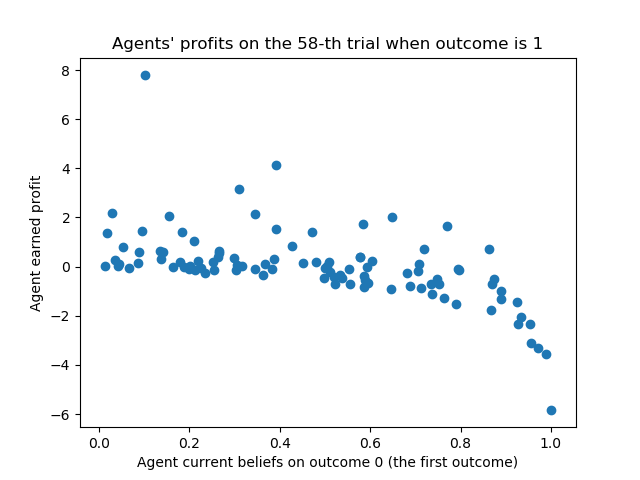 Agents' profits on the 58-th trial when outcome is 1
8
6
4
2
0
−2
−4
−6
Agent earned profit
0.0 0.2 0.4 0.6 0.8 1.0
Agent current beliefs on outcome 0 (the first outcome)